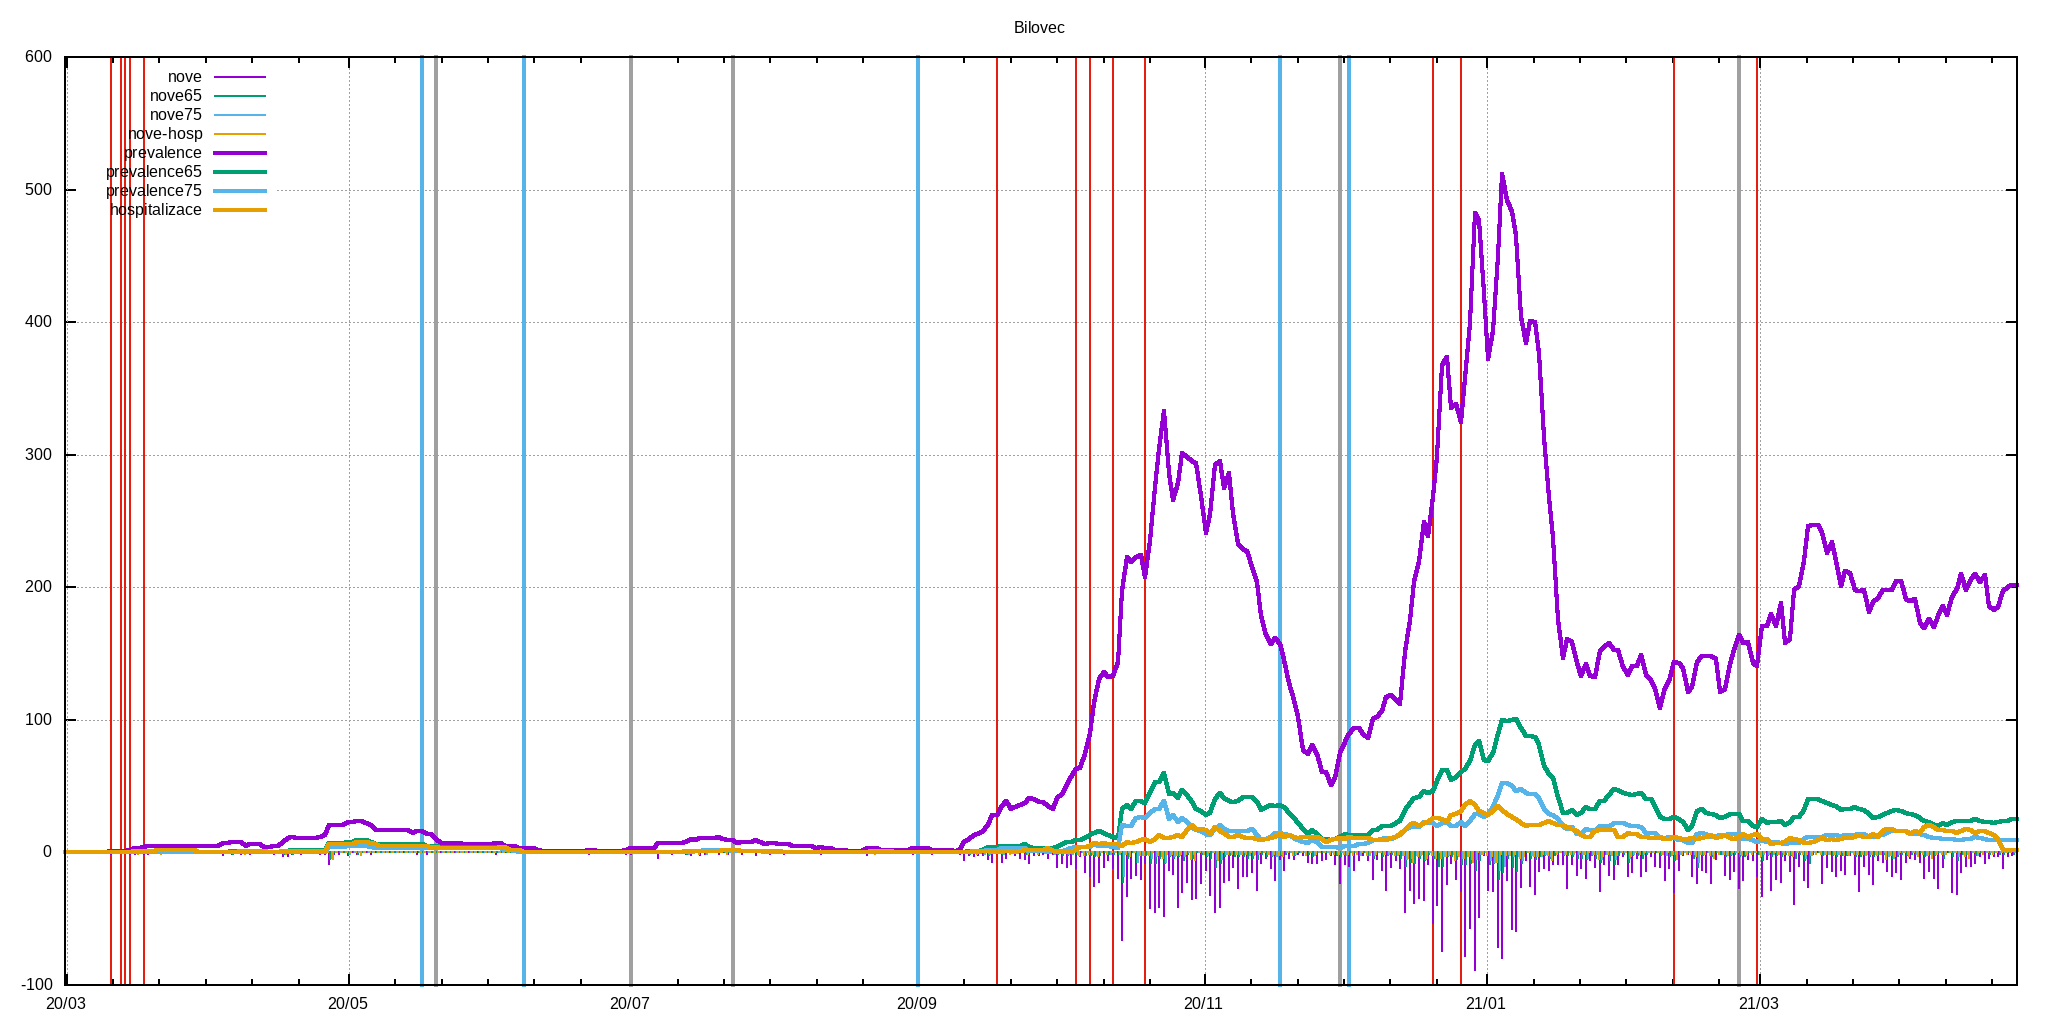 Bilovec
600
500
400
300
200
100
0
-100
nove
nove65
nove75
nove-hosp
prevalence
prevalence65
prevalence75
hospitalizace
20/03 20/05 20/07 20/09 20/11 21/01 21/03